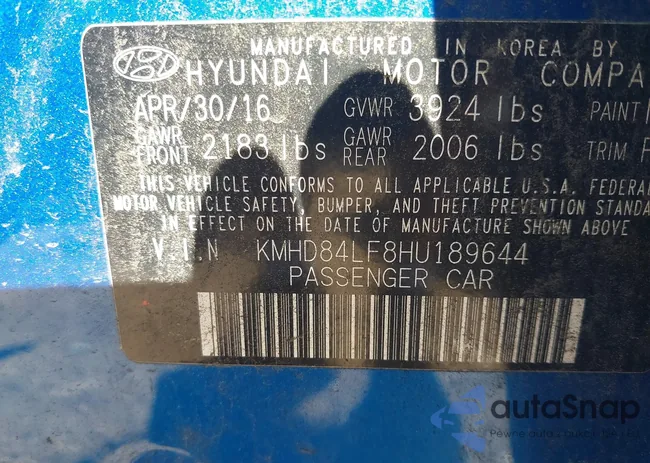 MANUFACTURED IN KOREA BY
HYUNDAI MOTOR COMPA
APR/30/16 GVWR 3924 lbs PAINT
GAWR FRONT 2183 lbs GAWR REAR 2006 lbs TRIM F
THIS VEHICLE CONFORMS TO ALL APPLICABLE U.S.A. FEDERA
MOTOR VEHICLE SAFETY, BUMPER, AND THEFT PREVENTION STANDA
IN EFFECT ON THE DATE OF MANUFACTURE SHOWN ABOVE
V.I.N KMHD84LF8HU189644
PASSENGER CAR
autaSnap